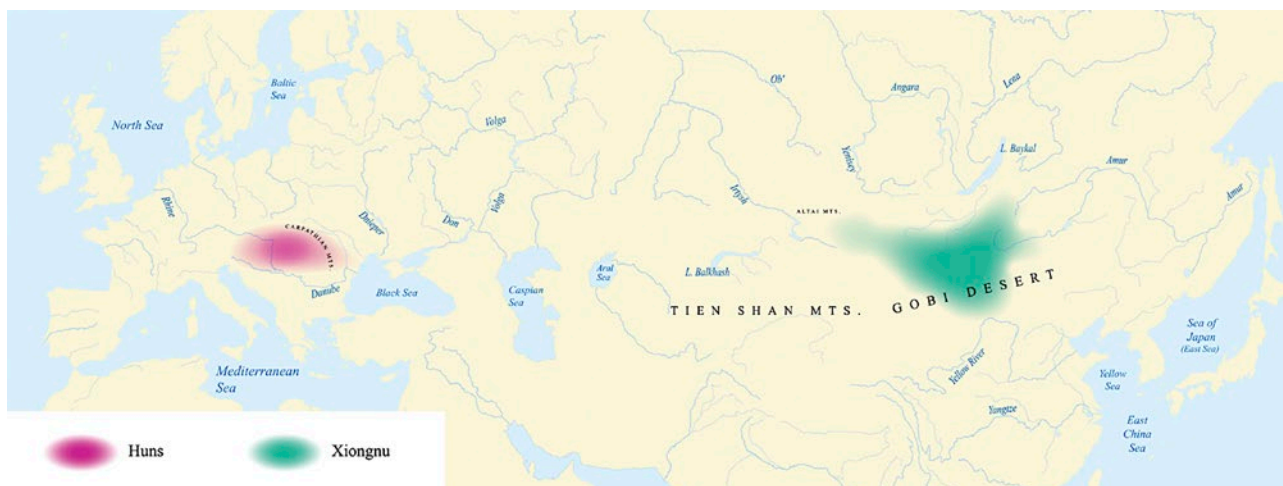 Baltic
Sea
North Sea
Ob'
Angara
Lena
Volga
L. Baykal
Amur
Yenisey
Amur
Rhine
Irtysh
Volga
Dnieper
Don
ALTAI MTS.
CARPATHIAN MTS.
Aral
Sea
L. Balkhash
Danube
Black Sea
Caspian
Sea
TIEN SHAN MTS.
GOBI DESERT
Sea of
Japan
(East Sea)
Mediterranean
Sea
Yellow River
Yellow
Sea
Yangtze
East
China
Sea
Huns
Xiongnu